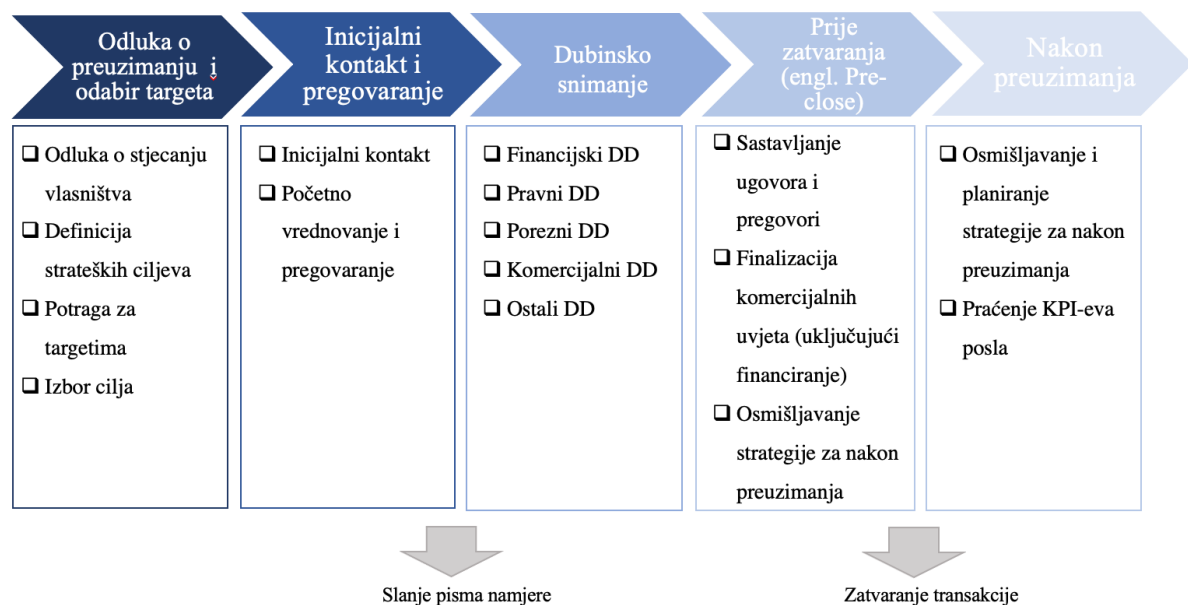 Odluka o
preuzimanju i
odabir targeta
Inicijalni
kontakt i
pregovaranje
Dubinsko
snimanje
Prije
zatvaranja
(engl. Pre-
close)
Nakon
preuzimanja
❑ Odluka o stjecanju
vlasništva
❑ Definicija
strateških ciljeva
❑ Potraga za
targetima
❑ Izbor cilja
❑ Inicijalni kontakt
❑ Početno
vrednovanje i
pregovaranje
❑ Financijski DD
❑ Pravni DD
❑ Porezni DD
❑ Komercijalni DD
❑ Ostali DD
❑ Sastavljanje
ugovora i
pregovori
❑ Finalizacija
komercijalnih
uvjeta (uključujući
financiranje)
❑ Osmišljavanje
strategije za nakon
preuzimanja
❑ Osmišljavanje i
planiranje
strategije za nakon
preuzimanja
❑ Praćenje KPI-eva
posla
Slanje pisma namjere
Zatvaranje transakcije